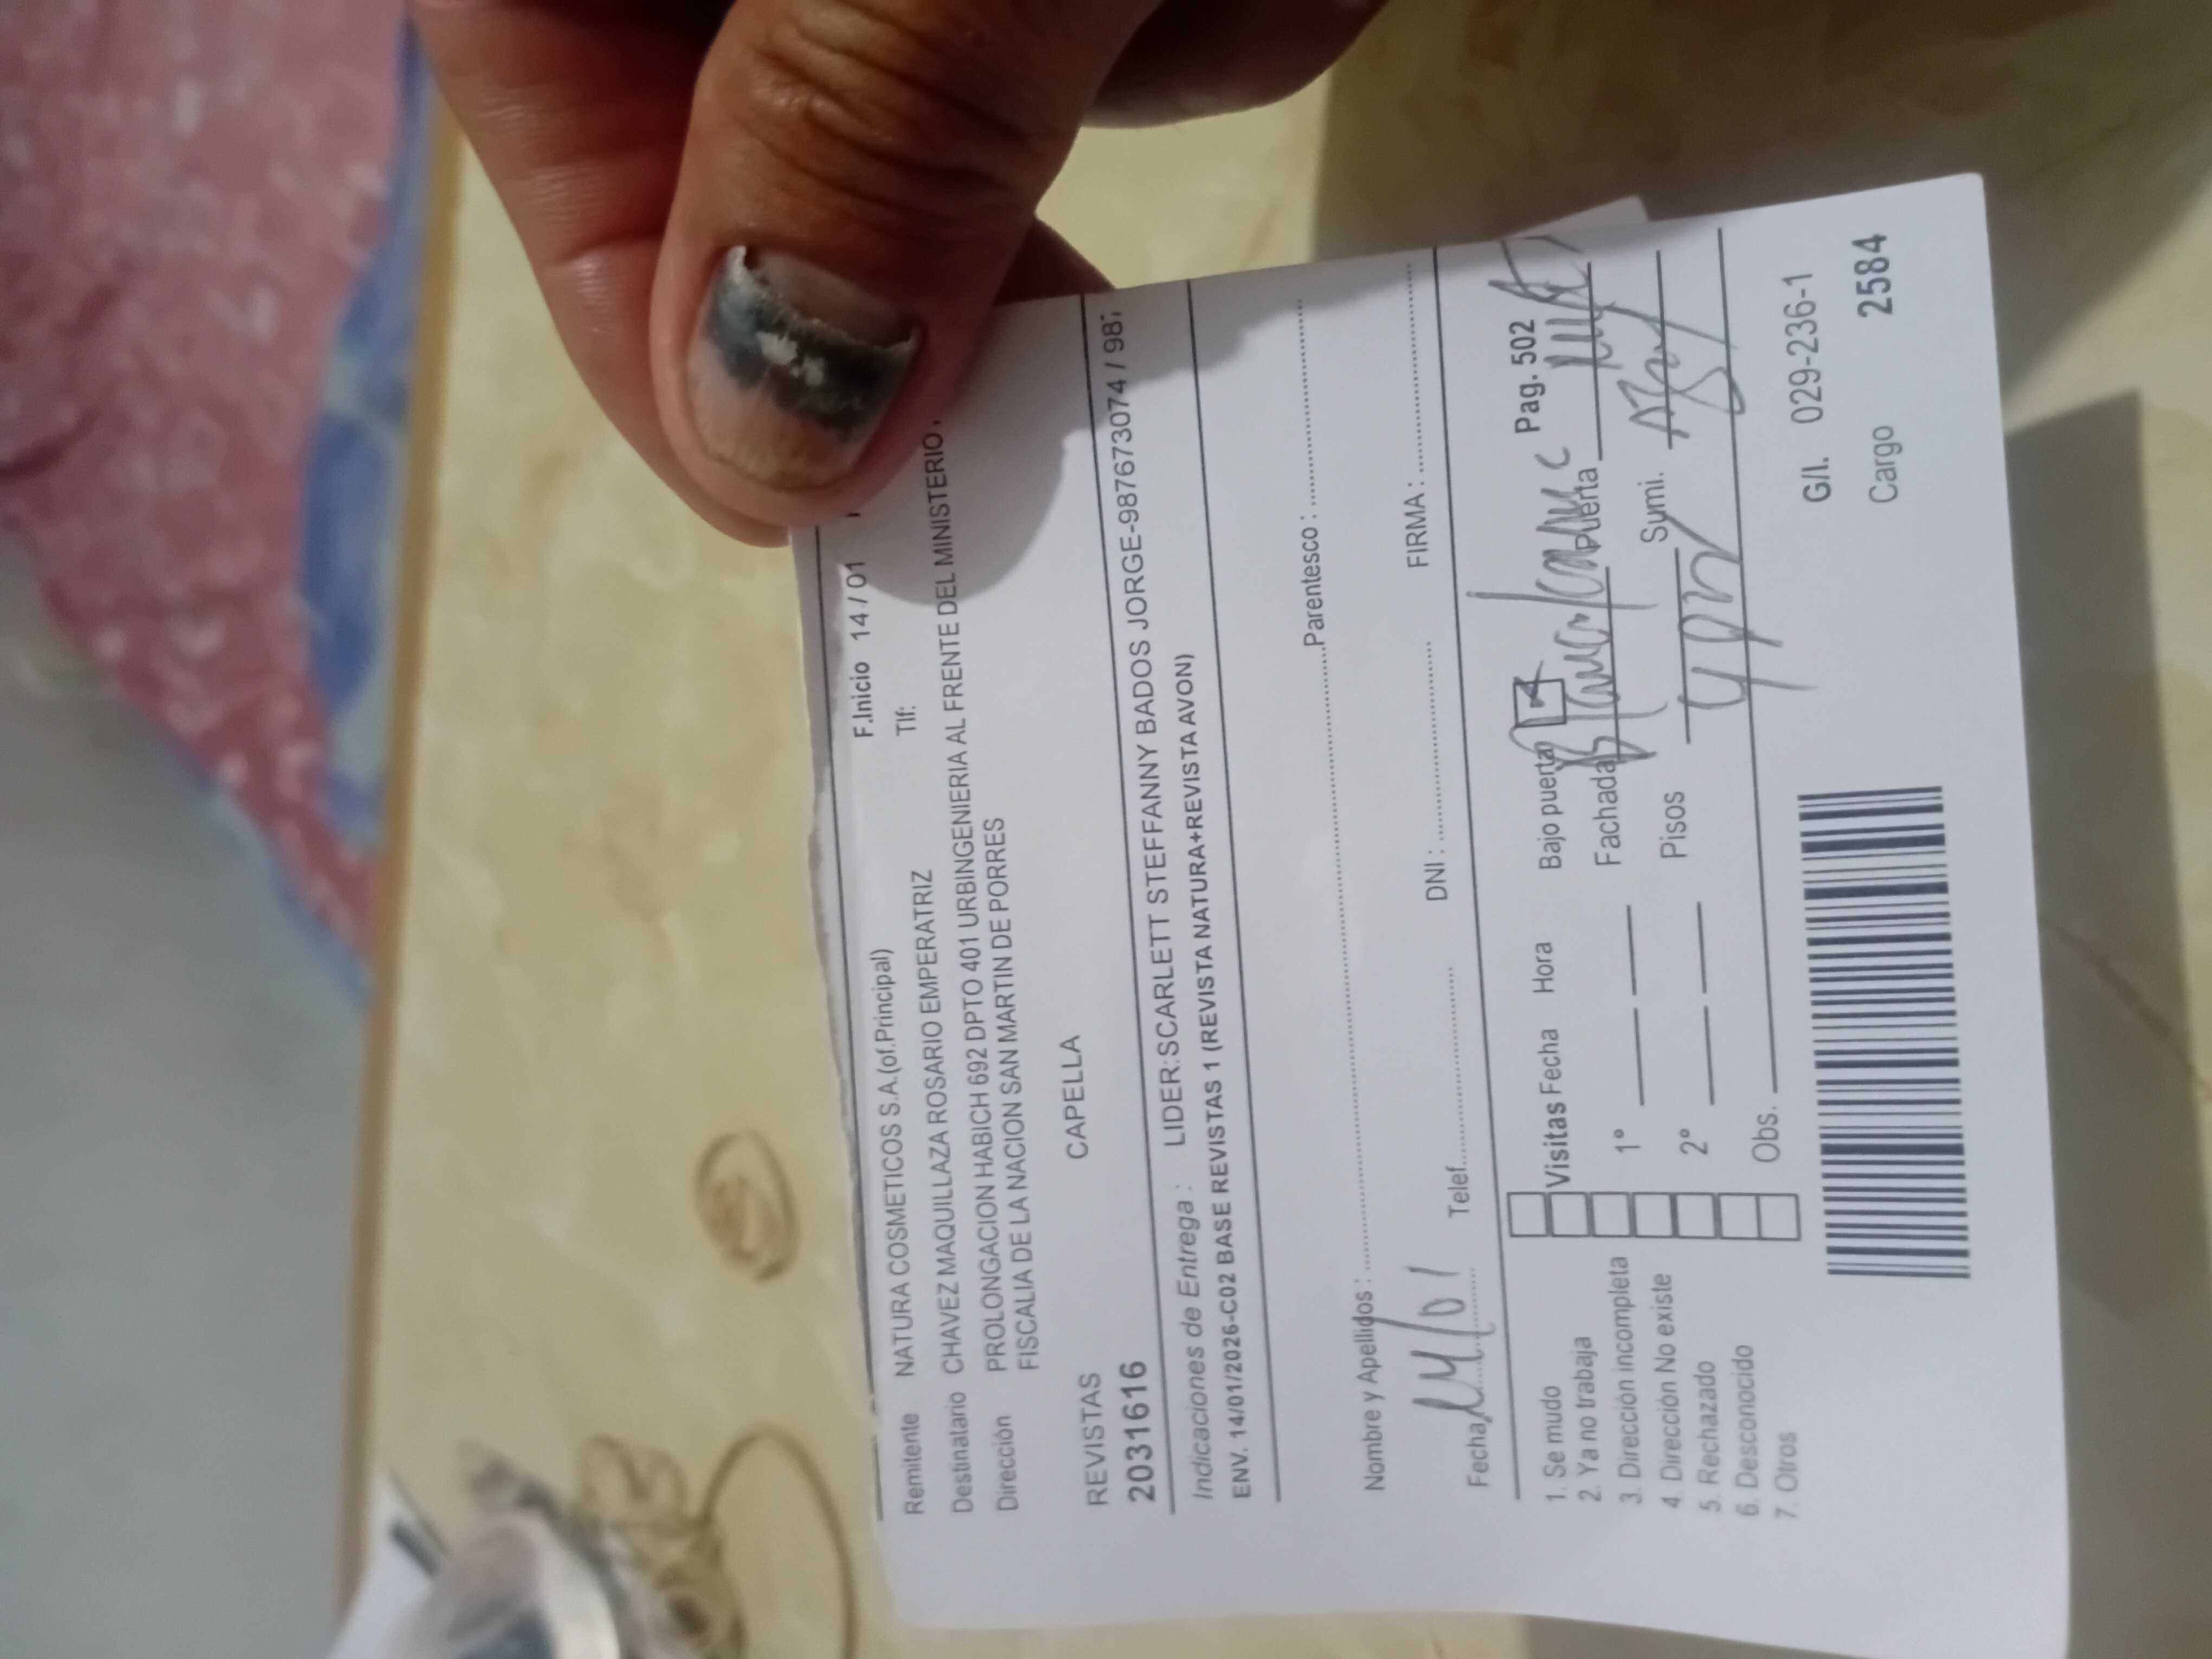 F.Inicio 14/01
Remitente NATURA COSMETICOS S.A.(of.Principal) Tlf:
Destinatario CHAVEZ MAQUILLAZA ROSARIO EMPERATRIZ
Dirección PROLONGACION HABICH 692 DPTO 401 URBINGENIERIA AL FRENTE DEL MINISTERIO
FISCALIA DE LA NACION SAN MARTIN DE PORRES
REVISTAS CAPELLA
2031616
Indicaciones de Entrega : LIDER:SCARLETT STEFFANNY BADOS JORGE-987673074 / 987
ENV. 14/01/2026-C02 BASE REVISTAS 1 (REVISTA NATURA+REVISTA AVON)
Nombre y Apellidos : Parentesco :
Fecha 14/01 Telef. DNI : FIRMA :
1. Se mudo Visitas Fecha Hora Bajo puerta Pag. 502
2. Ya no trabaja
3. Dirección incompleta 1° Fachada Puerta
4. Dirección No existe
5. Rechazado 2° Pisos Sumi.
6. Desconocido
7. Otros Obs.
G/I. 029-236-1
Cargo 2584